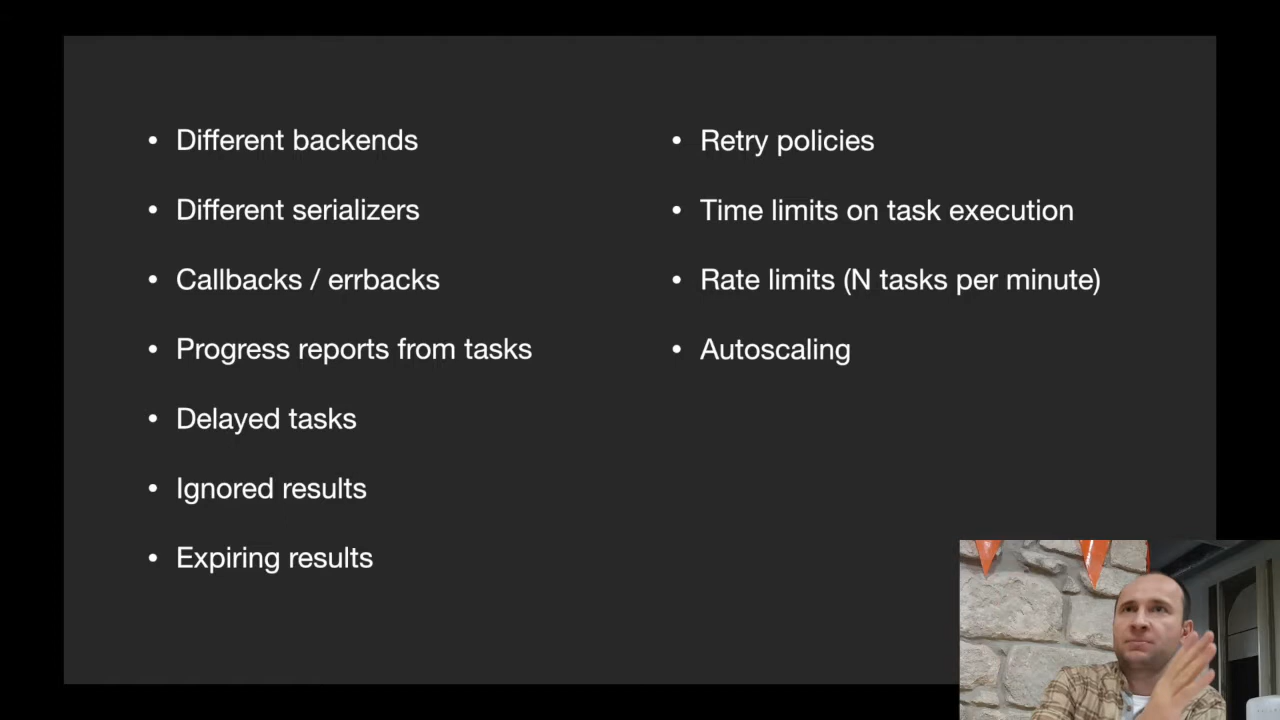 • Different backends
• Different serializers
• Callbacks / errbacks
• Progress reports from tasks
• Delayed tasks
• Ignored results
• Expiring results
• Retry policies
• Time limits on task execution
• Rate limits (N tasks per minute)
• Autoscaling